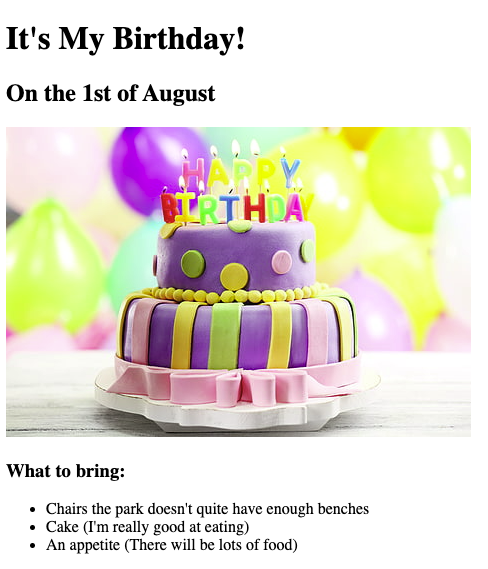 It's My Birthday!
On the 1st of August
HAPPY
BIRTHDAY
What to bring:
Chairs the park doesn't quite have enough benches
Cake (I'm really good at eating)
An appetite (There will be lots of food)